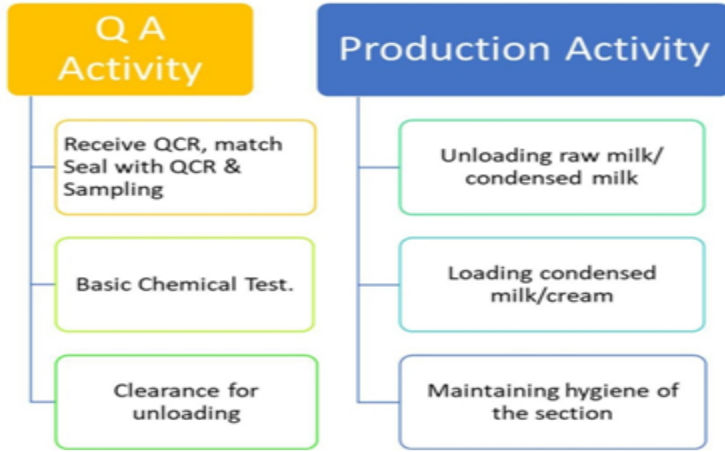 Q A
Activity
Receive QCR, match
Seal with QCR &
Sampling
Basic Chemical Test.
Clearance for
unloading
Production Activity
Unloading raw milk/
condensed milk
Loading condensed
milk/cream
Maintaining hygiene of
the section